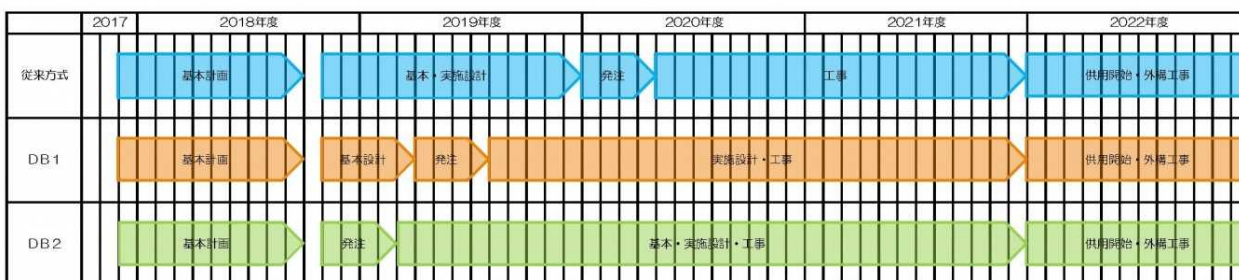 2017 2018年度 2019年度 2020年度 2021年度 2022年度
従来方式 基本計画 基本・実施設計 発注 工事 供用開始・外構工事
DB1 基本計画 基本設計 発注 実施設計・工事 供用開始・外構工事
DB2 基本計画 発注 基本・実施設計・工事 供用開始・外構工事